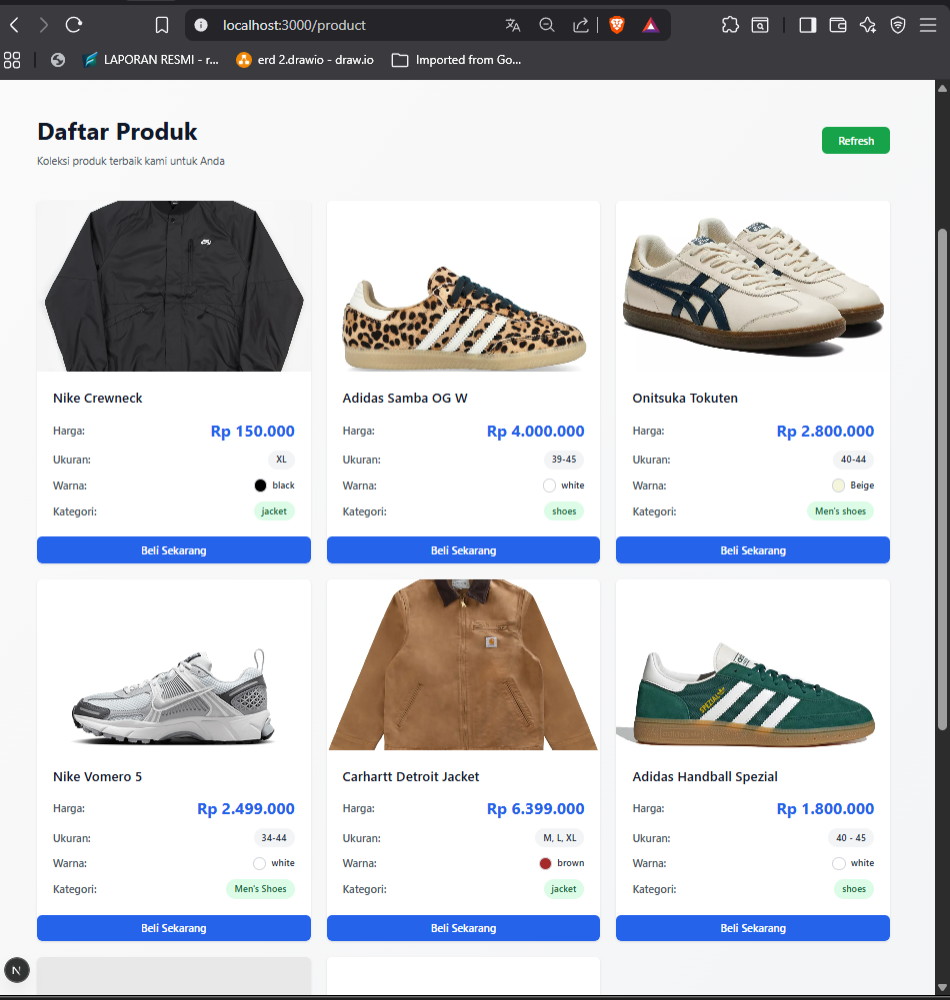 localhost:3000/product
LAPORAN RESMI - r...
erd 2.drawio - draw.io
Imported from Go...
Daftar Produk
Koleksi produk terbaik kami untuk Anda
Refresh
Nike Crewneck
Harga: Rp 150.000
Ukuran: XL
Warna: black
Kategori: jacket
Beli Sekarang
Adidas Samba OG W
Harga: Rp 4.000.000
Ukuran: 39-45
Warna: white
Kategori: shoes
Beli Sekarang
Onitsuka Tokuten
Harga: Rp 2.800.000
Ukuran: 40-44
Warna: Beige
Kategori: Men's shoes
Beli Sekarang
Nike Vomero 5
Harga: Rp 2.499.000
Ukuran: 34-44
Warna: white
Kategori: Men's Shoes
Beli Sekarang
Carhartt Detroit Jacket
Harga: Rp 6.399.000
Ukuran: M, L, XL
Warna: brown
Kategori: jacket
Beli Sekarang
SPEZIAL
Adidas Handball Spezial
Harga: Rp 1.800.000
Ukuran: 40 - 45
Warna: white
Kategori: shoes
Beli Sekarang
N